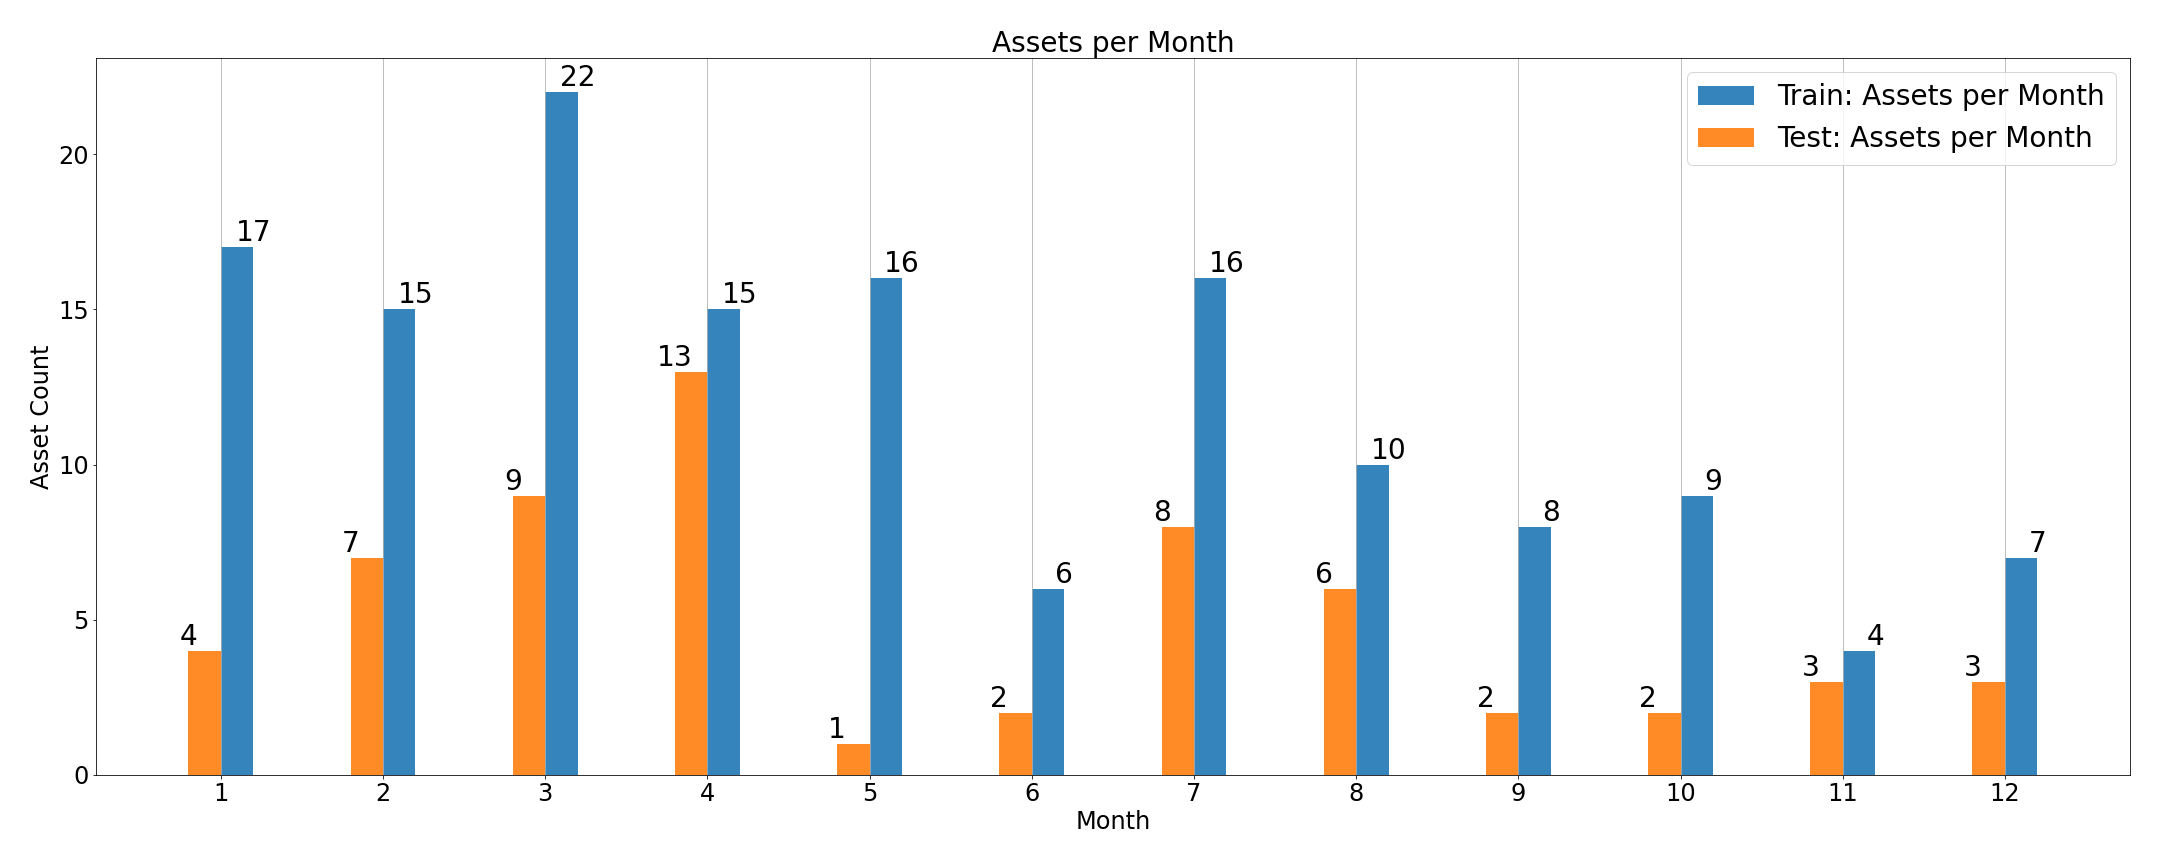 Assets per Month
Train: Assets per Month
Test: Assets per Month
Asset Count
20
15
10
5
0
4 17
7 15
9 22
13 15
1 16
2 6
8 16
6 10
2 8
2 9
3 4
3 7
1 2 3 4 5 6 7 8 9 10 11 12
Month